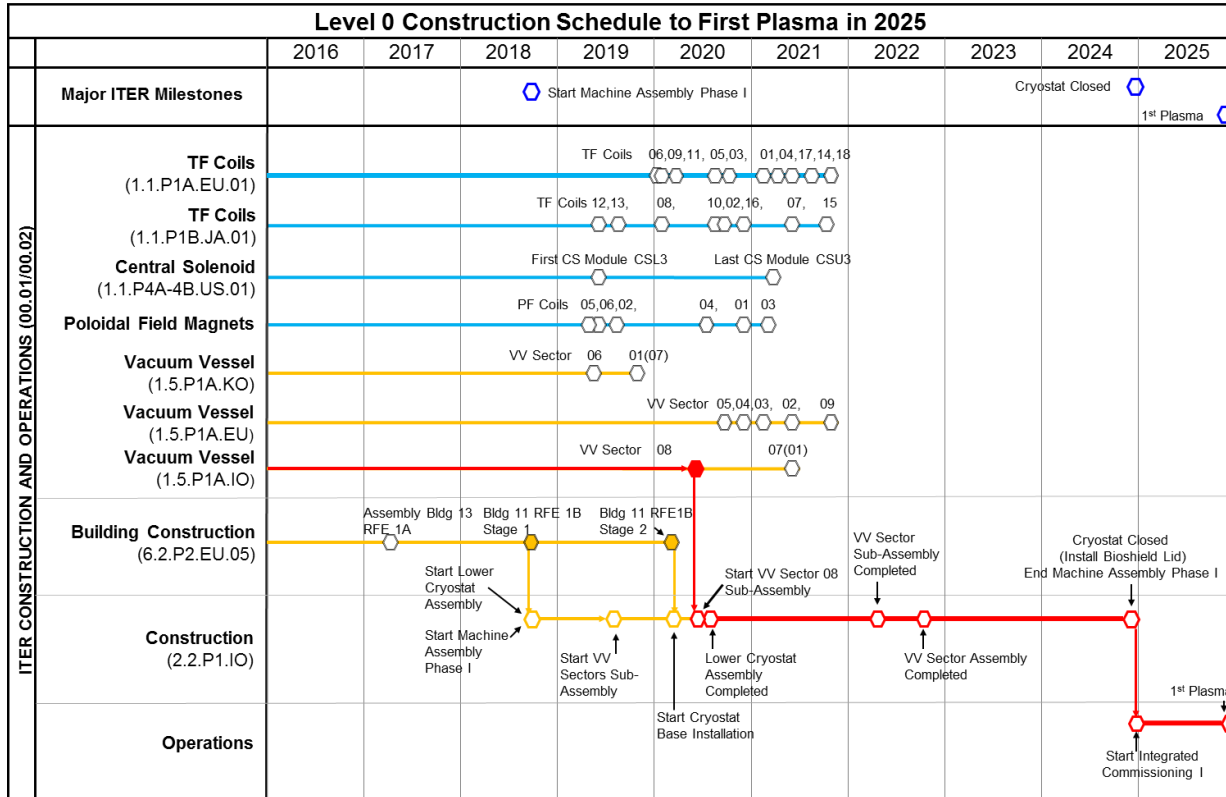 Level 0 Construction Schedule to First Plasma in 2025
2016 2017 2018 2019 2020 2021 2022 2023 2024 2025
ITER CONSTRUCTION AND OPERATIONS (00.01/00.02)
Major ITER Milestones
Start Machine Assembly Phase I
Cryostat Closed
1st Plasma
TF Coils
(1.1.P1A.EU.01)
TF Coils 06,09,11, 05,03, 01,04,17,14,18
TF Coils
(1.1.P1B.JA.01)
TF Coils 12,13, 08, 10,02,16, 07, 15
Central Solenoid
(1.1.P4A-4B.US.01)
First CS Module CSL3 Last CS Module CSU3
Poloidal Field Magnets
PF Coils 05,06,02, 04, 01 03
Vacuum Vessel
(1.5.P1A.KO)
VV Sector 06 01(07)
Vacuum Vessel
(1.5.P1A.EU)
VV Sector 05,04,03, 02, 09
Vacuum Vessel
(1.5.P1A.IO)
VV Sector 08 07(01)
Building Construction
(6.2.P2.EU.05)
Assembly Bldg 13
RFE 1A
Bldg 11 RFE 1B
Stage 1
Bldg 11 RFE1B
Stage 2
Construction
(2.2.P1.IO)
Start Lower
Cryostat
Assembly
Start Machine
Assembly
Phase I
Start VV
Sectors Sub-
Assembly
Start Cryostat
Base Installation
Start VV Sector 08
Sub-Assembly
Lower Cryostat
Assembly
Completed
VV Sector
Sub-Assembly
Completed
VV Sector Assembly
Completed
Cryostat Closed
(Install Bioshield Lid)
End Machine Assembly Phase I
Operations
1st Plasma
Start Integrated
Commissioning I